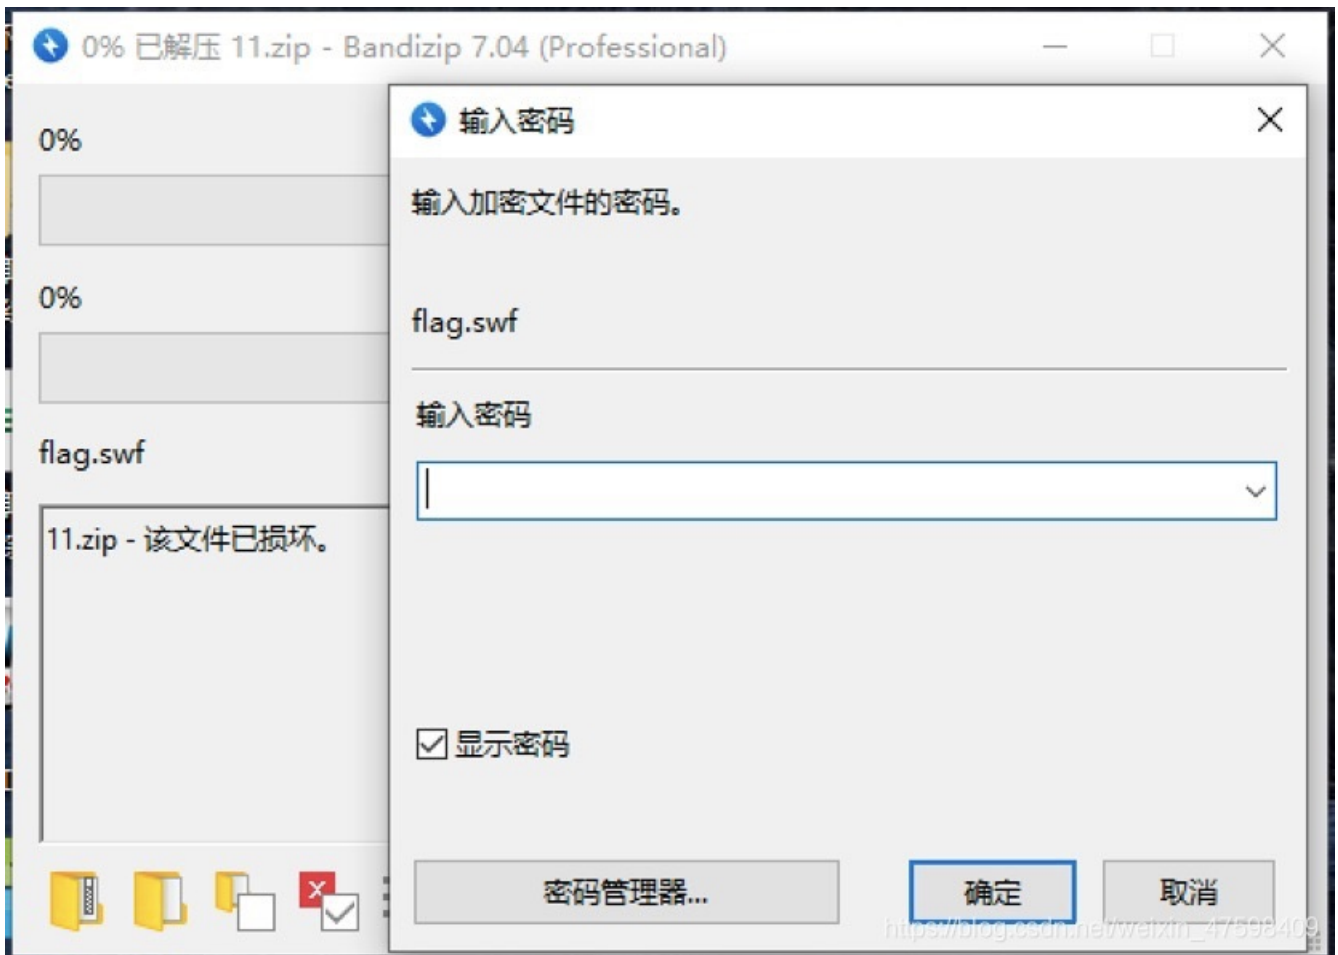 0% 已解压 11.zip - Bandizip 7.04 (Professional)
0%
0%
flag.swf
11.zip - 该文件已损坏。
输入密码
输入加密文件的密码。
flag.swf
输入密码
显示密码
密码管理器...
确定
取消
https://blog.csdn.net/weixin_47598409